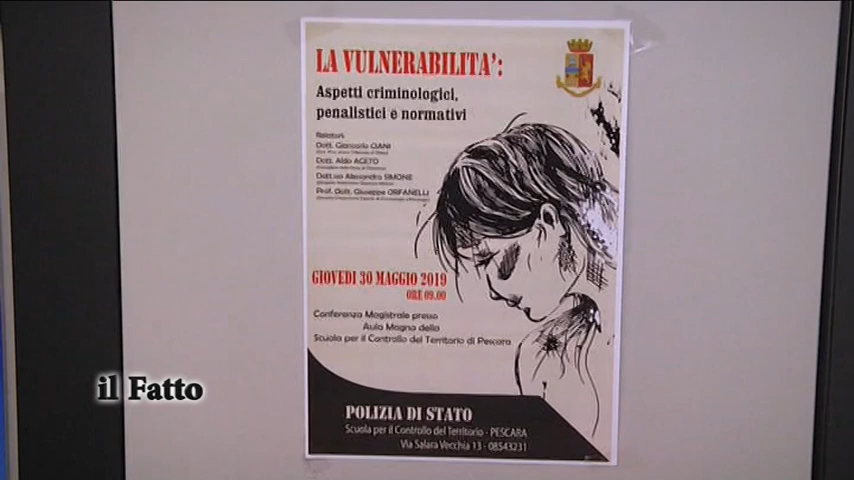 LA VULNERABILITA':
Aspetti criminologici,
penalistici e normativi
Relatori:
Dott. Giancarlo CIANI
Dott. Aldo ACETO
Dott.ssa Alessandra SIMONE
Prof. Dott. Giuseppe ORFANELLI
GIOVEDI 30 MAGGIO 2019
ORE 09.00
Conferenza Magistrale presso
Aula Magna della
Scuola per il Controllo del Territorio di Pescara
il Fatto
POLIZIA DI STATO
Scuola per il Controllo del Territorio - PESCARA
Via Salara Vecchia 13 - 08543231